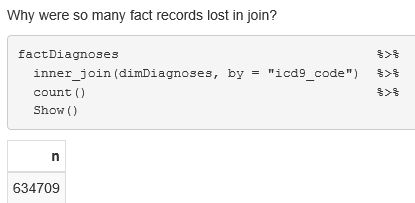 Why were so many fact records lost in join?
factDiagnoses %>%
inner_join(dimDiagnoses, by = "icd9_code") %>%
count() %>%
Show()
n
634709